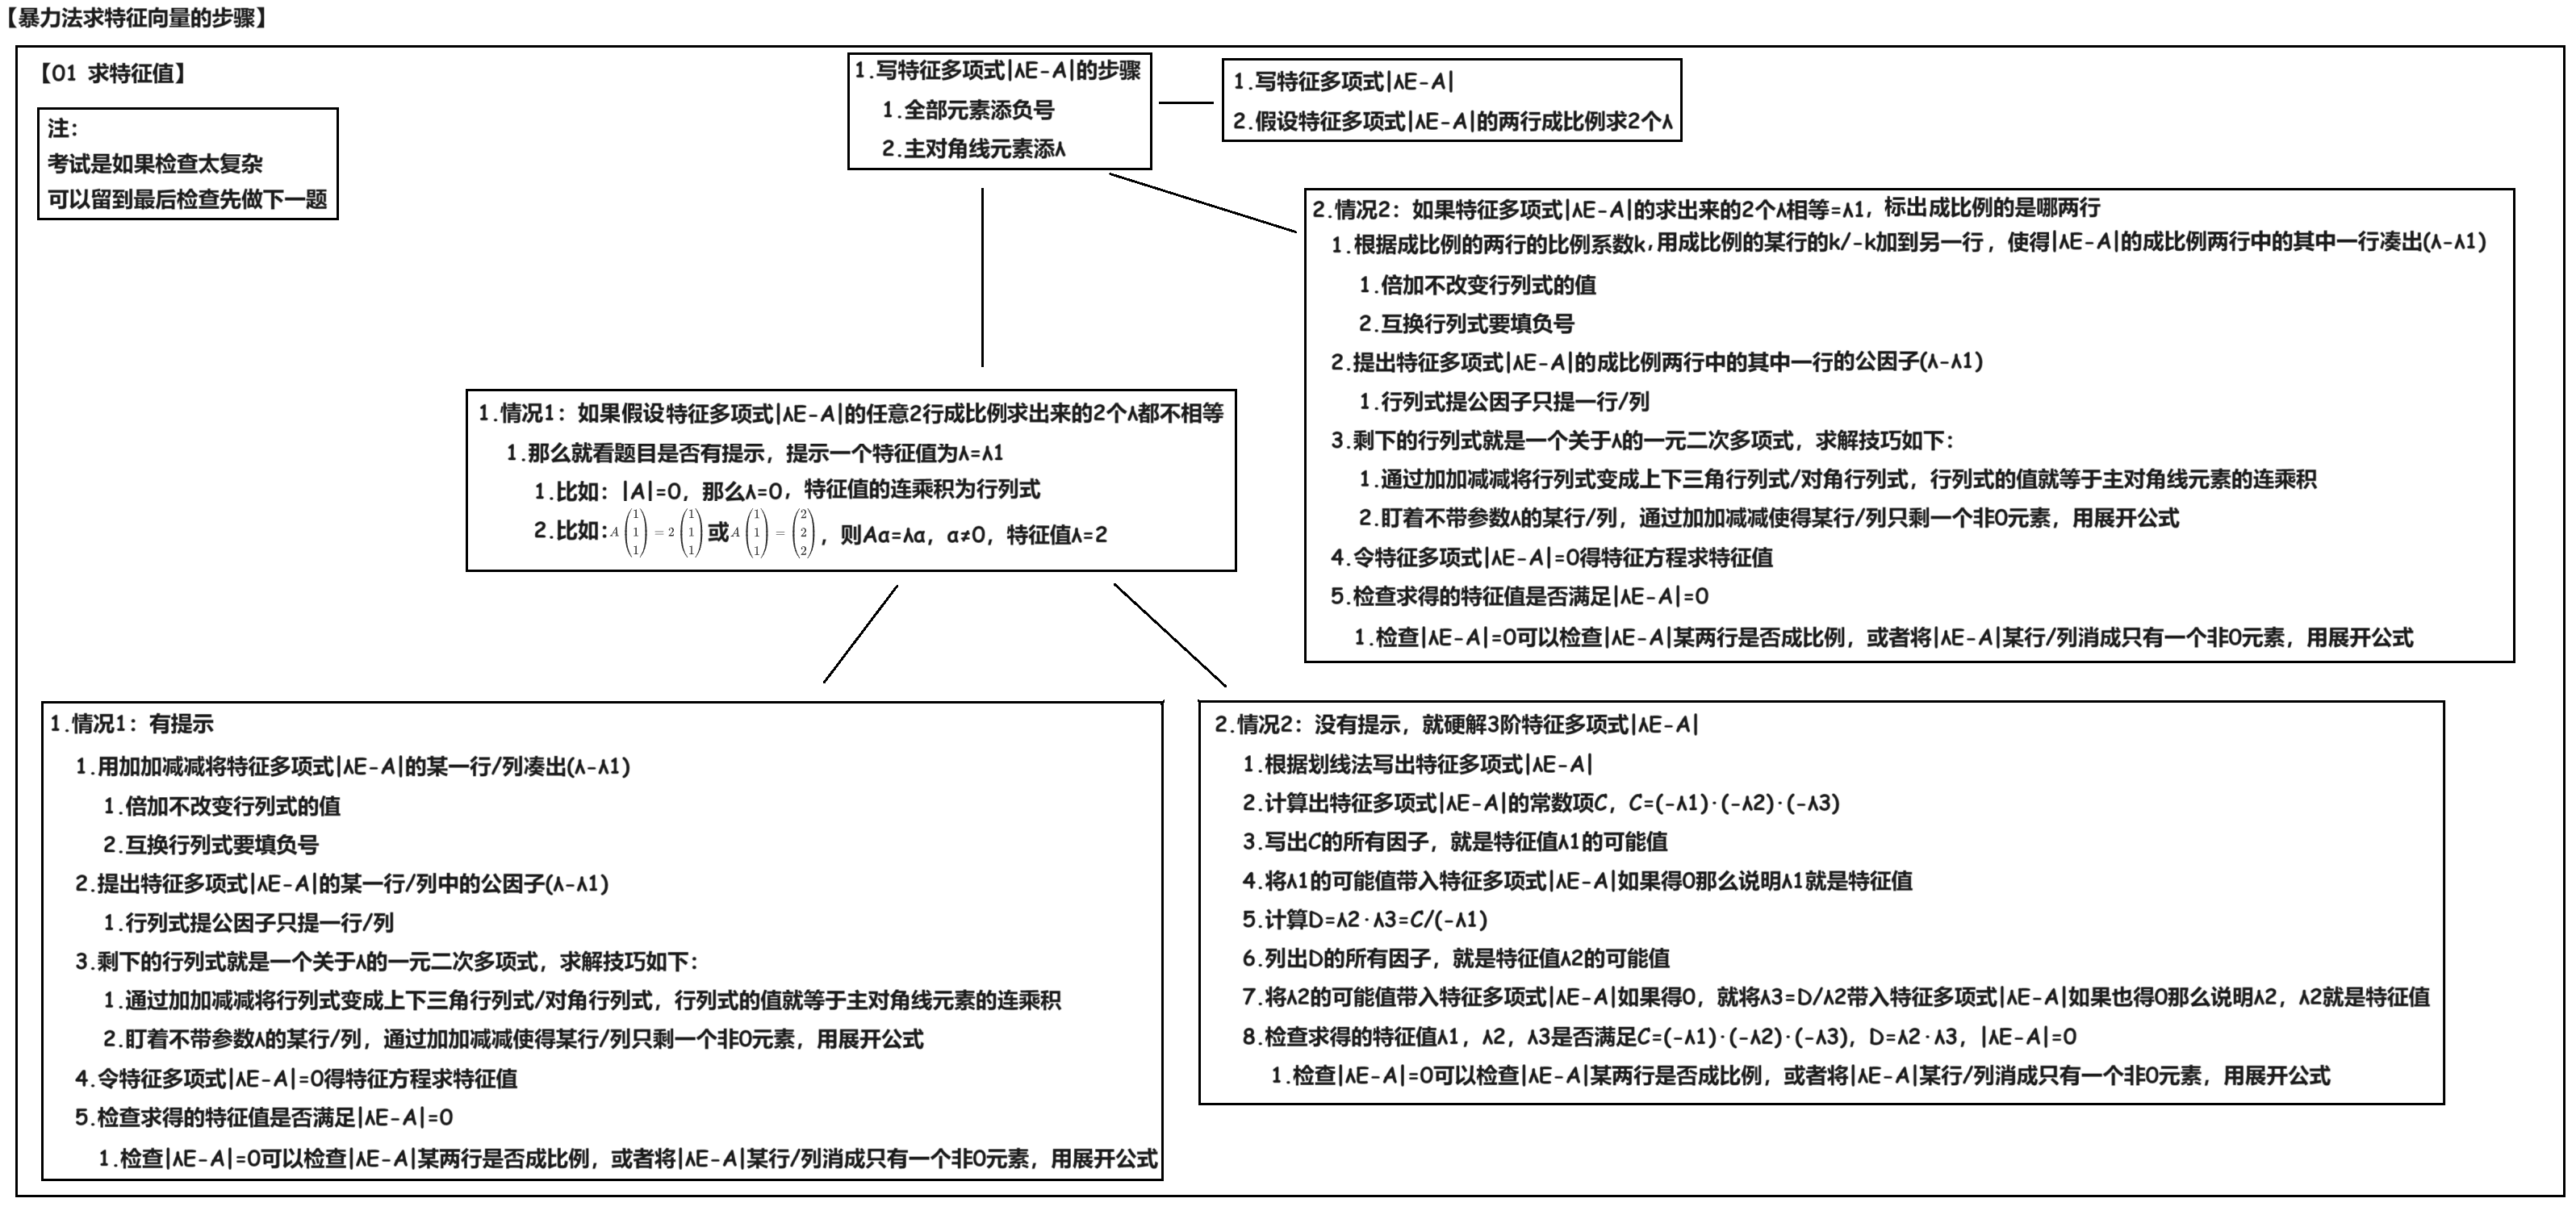 【暴力法求特征向量的步骤】
【01 求特征值】
注：
考试是如果检查太复杂
可以留到最后检查先做下一题
1.写特征多项式|λE-A|的步骤
1.全部元素添负号
2.主对角线元素添λ
1.写特征多项式|λE-A|
2.假设特征多项式|λE-A|的两行成比例求2个λ
2.情况2：如果特征多项式|λE-A|的求出来的2个λ相等=λ1，标出成比例的是哪两行
1.根据成比例的两行的比例系数k，用成比例的某行的k/-k加到另一行，使得|λE-A|的成比例两行中的其中一行凑出(λ-λ1)
1.倍加不改变行列式的值
2.互换行列式要填负号
2.提出特征多项式|λE-A|的成比例两行中的其中一行的公因子(λ-λ1)
1.行列式提公因子只提一行/列
3.剩下的行列式就是一个关于λ的一元二次多项式，求解技巧如下：
1.通过加加减减将行列式变成上下三角行列式/对角行列式，行列式的值就等于主对角线元素的连乘积
2.盯着不带参数λ的某行/列，通过加加减减使得某行/列只剩一个非0元素，用展开公式
4.令特征多项式|λE-A|=0得特征方程求特征值
5.检查求得的特征值是否满足|λE-A|=0
1.检查|λE-A|=0可以检查|λE-A|某两行是否成比例，或者将|λE-A|某行/列消成只有一个非0元素，用展开公式
1.情况1：如果假设特征多项式|λE-A|的任意2行成比例求出来的2个λ都不相等
1.那么就看题目是否有提示，提示一个特征值为λ=λ1
1.比如：|A|=0，那么λ=0，特征值的连乘积为行列式
2.比如:A(1 1 1)=2(1 1 1)或A(1 1 1)=(2 2 2)，则Aα=λα，α≠0，特征值λ=2
1.情况1：有提示
1.用加加减减将特征多项式|λE-A|的某一行/列凑出(λ-λ1)
1.倍加不改变行列式的值
2.互换行列式要填负号
2.提出特征多项式|λE-A|的某一行/列中的公因子(λ-λ1)
1.行列式提公因子只提一行/列
3.剩下的行列式就是一个关于λ的一元二次多项式，求解技巧如下：
1.通过加加减减将行列式变成上下三角行列式/对角行列式，行列式的值就等于主对角线元素的连乘积
2.盯着不带参数λ的某行/列，通过加加减减使得某行/列只剩一个非0元素，用展开公式
4.令特征多项式|λE-A|=0得特征方程求特征值
5.检查求得的特征值是否满足|λE-A|=0
1.检查|λE-A|=0可以检查|λE-A|某两行是否成比例，或者将|λE-A|某行/列消成只有一个非0元素，用展开公式
2.情况2：没有提示，就硬解3阶特征多项式|λE-A|
1.根据划线法写出特征多项式|λE-A|
2.计算出特征多项式|λE-A|的常数项C，C=(-λ1)·(-λ2)·(-λ3)
3.写出C的所有因子，就是特征值λ1的可能值
4.将λ1的可能值带入特征多项式|λE-A|如果得0那么说明λ1就是特征值
5.计算D=λ2·λ3=C/(-λ1)
6.列出D的所有因子，就是特征值λ2的可能值
7.将λ2的可能值带入特征多项式|λE-A|如果得0，就将λ3=D/λ2带入特征多项式|λE-A|如果也得0那么说明λ2，λ2就是特征值
8.检查求得的特征值λ1，λ2，λ3是否满足C=(-λ1)·(-λ2)·(-λ3)，D=λ2·λ3，|λE-A|=0
1.检查|λE-A|=0可以检查|λE-A|某两行是否成比例，或者将|λE-A|某行/列消成只有一个非0元素，用展开公式